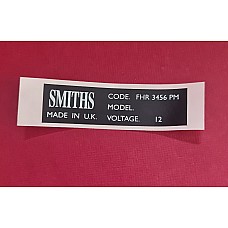 SMITHS
CODE. FHR 3456 PM
MODEL.
MADE IN U.K. VOLTAGE. 12